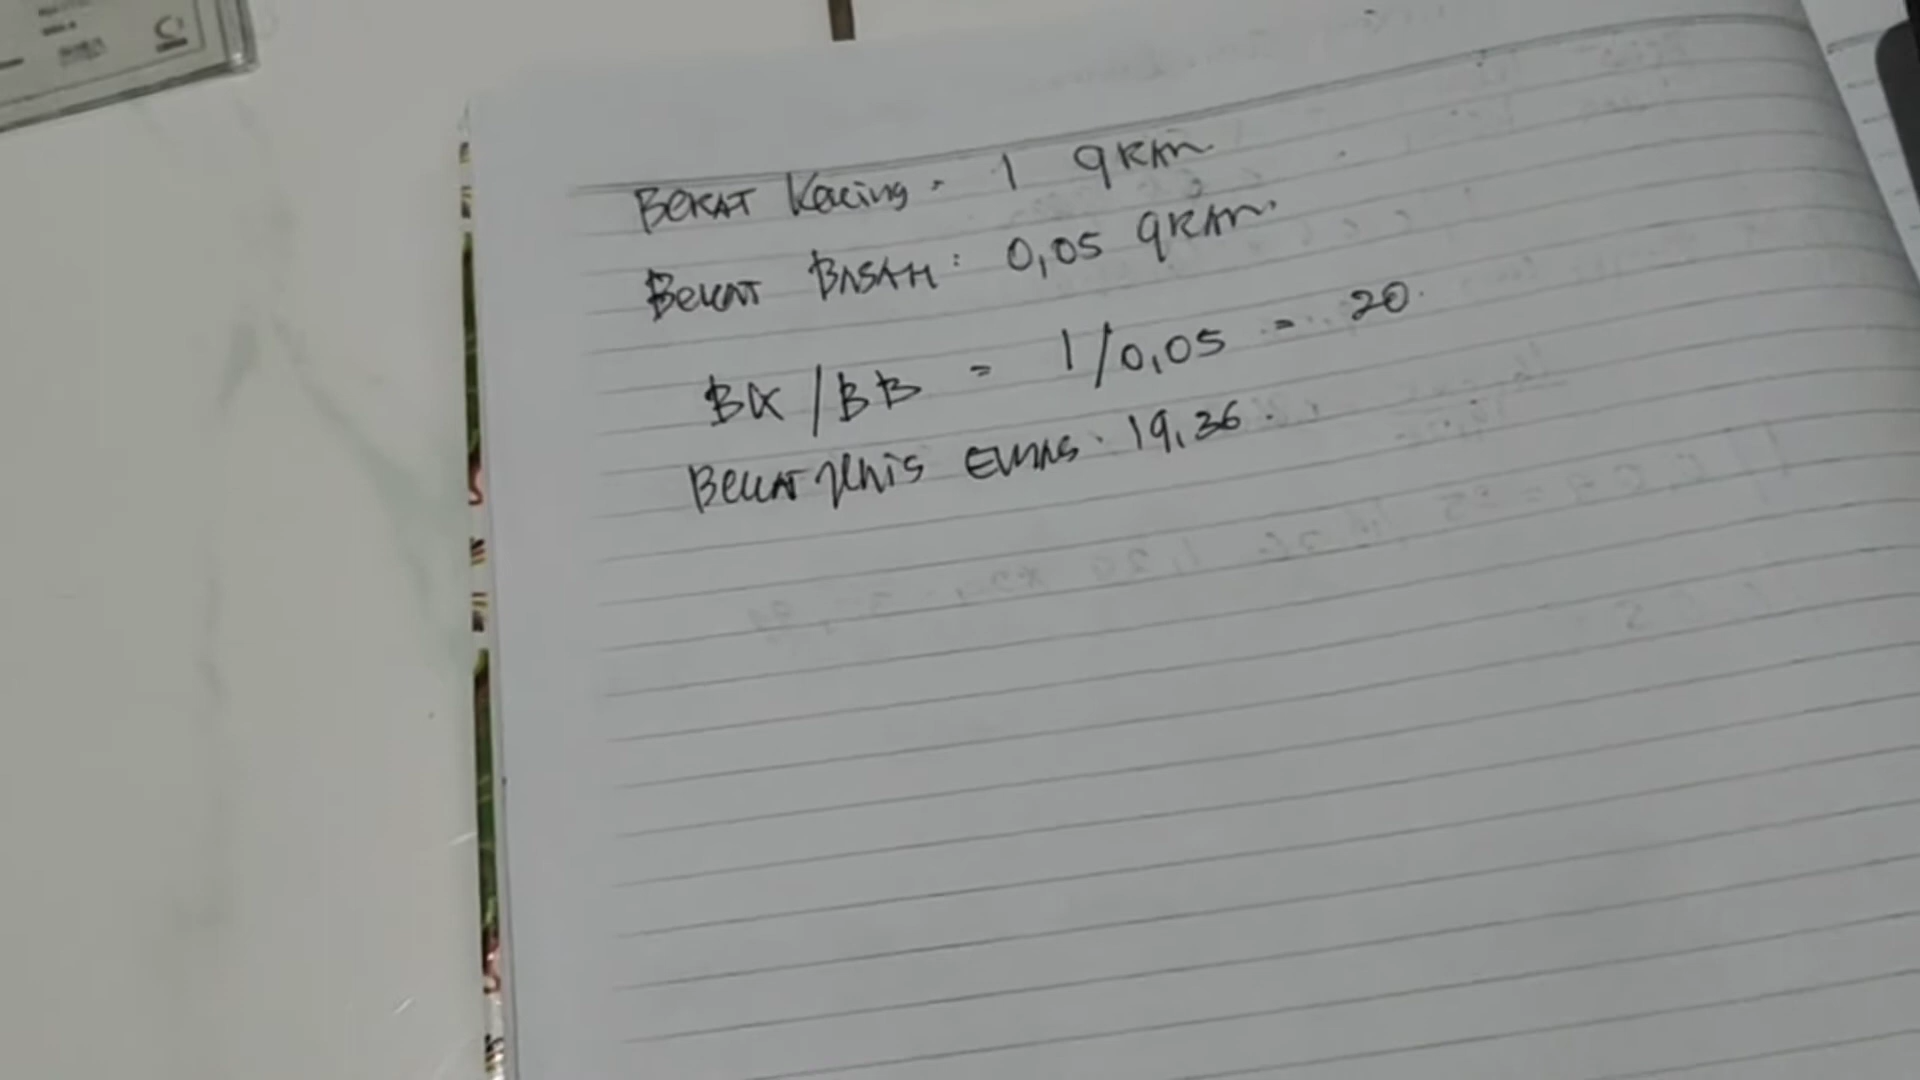 BERAT Kering = 1 gram
BERAT BASAH : 0,05 gram.
BK / BB = 1 / 0,05 = 20.
BERAT Jenis EMAS : 19,36.